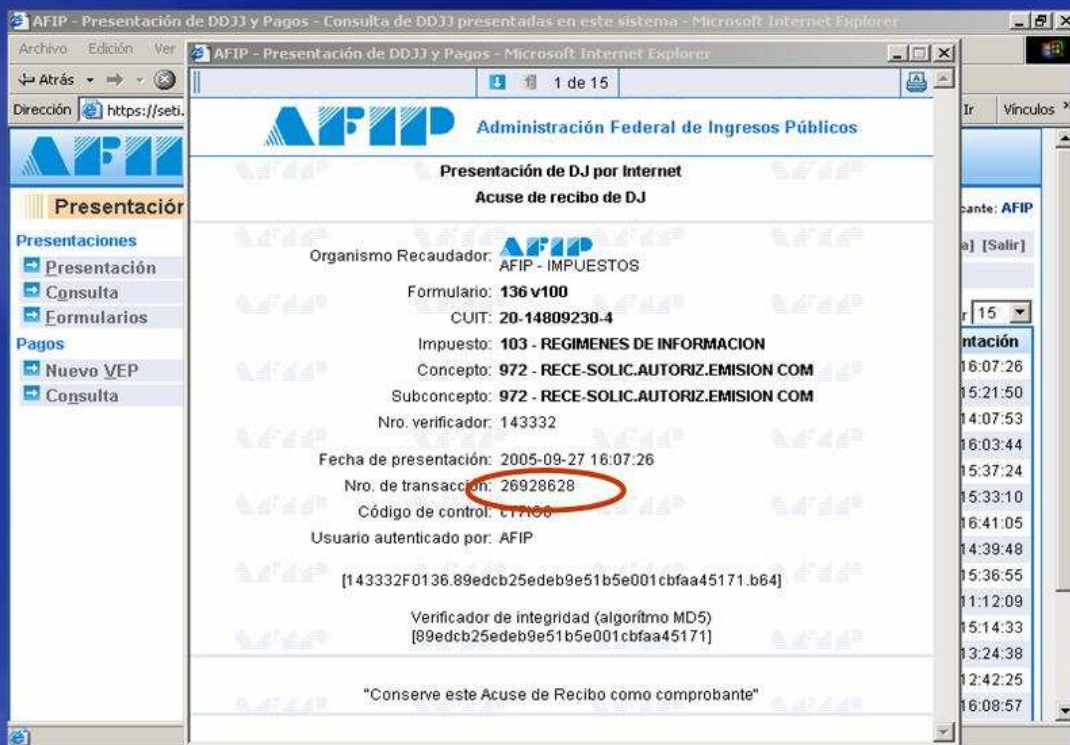 AFIP - Presentación de DDJJ y Pagos - Consulta de DDJJ presentadas en este sistema - Microsoft Internet Explorer
Archivo Edición Ver
Atrás
Dirección https://seti.
Ir Vínculos
AFIP
Presentación
Presentaciones
Presentación
Consulta
Formularios
Pagos
Nuevo VEP
Consulta
AFIP - Presentación de DDJJ y Pagos - Microsoft Internet Explorer
1 de 15
AFIP Administración Federal de Ingresos Públicos
Presentación de DJ por Internet
Acuse de recibo de DJ
Organismo Recaudador: AFIP
AFIP - IMPUESTOS
Formulario: 136 v100
CUIT: 20-14809230-4
Impuesto: 103 - REGIMENES DE INFORMACION
Concepto: 972 - RECE-SOLIC.AUTORIZ.EMISION COM
Subconcepto: 972 - RECE-SOLIC.AUTORIZ.EMISION COM
Nro. verificador: 143332
Fecha de presentación: 2005-09-27 16:07:26
Nro. de transacción: 26928628
Código de control:
Usuario autenticado por: AFIP
[143332F0136.89edcb25edeb9e51b5e001cbfaa45171.b64]
Verificador de integridad (algorítmo MD5)
[89edcb25edeb9e51b5e001cbfaa45171]
"Conserve este Acuse de Recibo como comprobante"
cante: AFIP
a] [Salir]
r 15
ntación
16:07:26
15:21:50
14:07:53
16:03:44
15:37:24
15:33:10
16:41:05
14:39:48
15:36:55
11:12:09
15:14:33
13:24:38
12:42:25
16:08:57